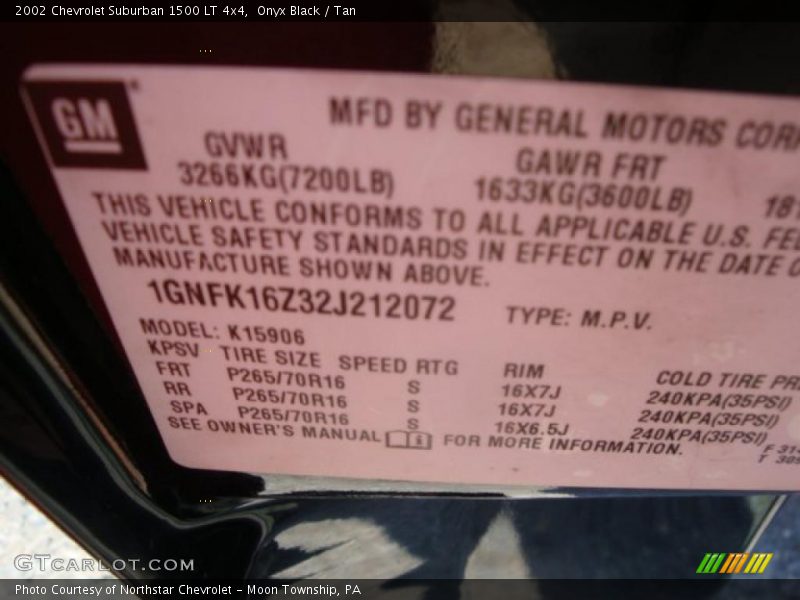 2002 Chevrolet Suburban 1500 LT 4x4,  Onyx Black / Tan
GM
MFD BY GENERAL MOTORS
GVWR
GAWR FRT
3266KG(7200LB)
1633KG(3600LB)
THIS VEHICLE CONFORMS TO ALL APPLICABLE U.S.
VEHICLE SAFETY STANDARDS IN EFFECT ON THE DATE
MANUFACTURE SHOWN ABOVE.
1GNFK16Z32J212072
TYPE: M.P.V.
MODEL: K15906
KPSV TIRE SIZE SPEED RTG RIM COLD TIRE
FRT P265/70R16 S 16X7J 240KPA(35PSI)
RR P265/70R16 S 16X7J 240KPA(35PSI)
SPA P265/70R16 S 16X6.5J 240KPA(35PSI)
SEE OWNER'S MANUAL FOR MORE INFORMATION.
GTCARLOT.COM
Photo Courtesy of Northstar Chevrolet - Moon Township, PA